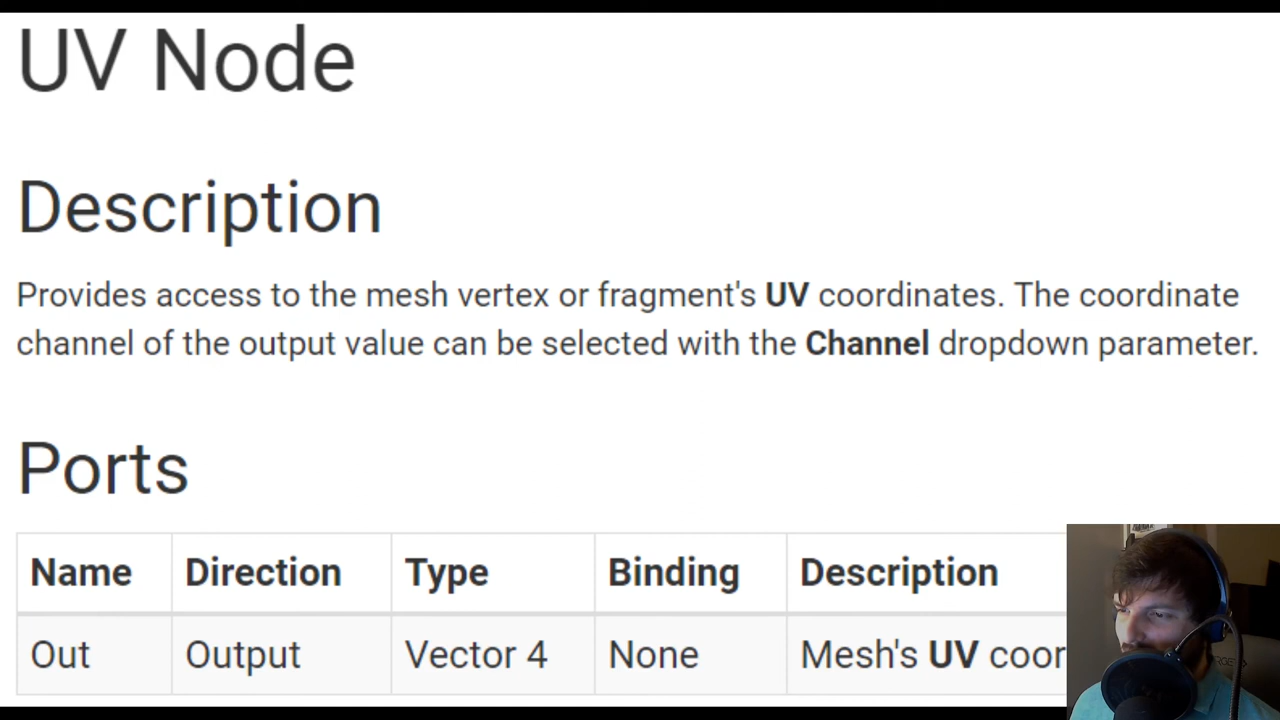 UV Node
Description
Provides access to the mesh vertex or fragment's UV coordinates. The coordinate
channel of the output value can be selected with the Channel dropdown parameter.
Ports
Name Direction Type Binding Description
Out Output Vector 4 None Mesh's UV coor